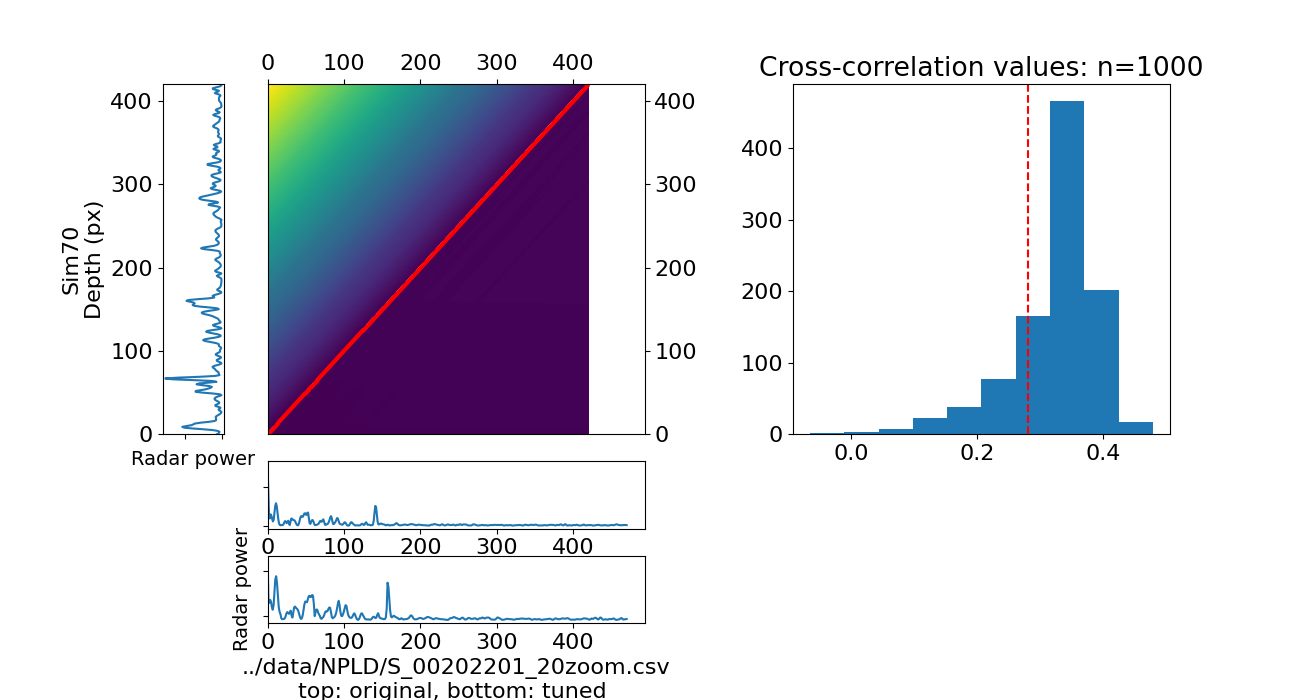 0 100 200 300 400
Cross-correlation values: n=1000
400
300
200
100
0
Sim70
Depth (px)
Radar power
400
300
200
100
0
400
300
200
100
0
0.0 0.2 0.4
0 100 200 300 400
Radar power
0 100 200 300 400
../data/NPLD/S_00202201_20zoom.csv
top: original, bottom: tuned